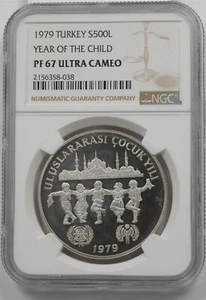 1979 TURKEY S500L
YEAR OF THE CHILD
PF 67 ULTRA CAMEO
2156358-038
NUMISMATIC GUARANTY COMPANY
NGC
ULUSLARARASI ÇOCUK YILI
1979